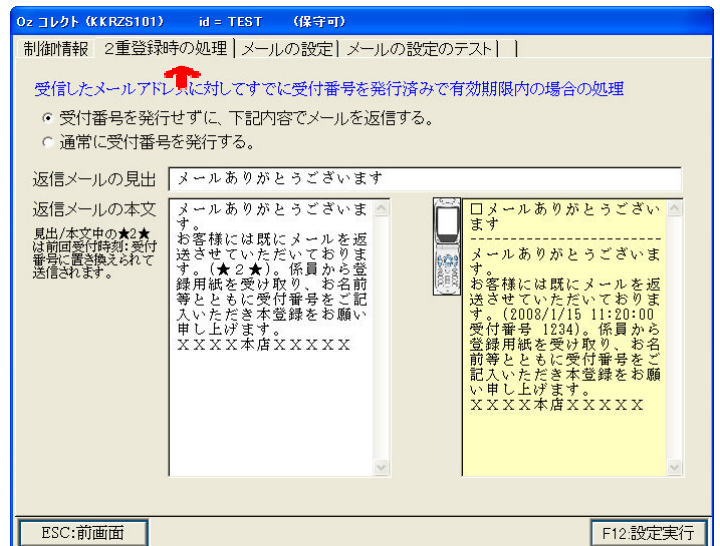 Oz コレクト (KKRZS101)　id = TEST　(保守可)
制御情報 2重登録時の処理 メールの設定 メールの設定のテスト
受信したメールアドレスに対してすでに受付番号を発行済みで有効期限内の場合の処理
受付番号を発行せずに、下記内容でメールを返信する。
通常に受付番号を発行する。
返信メールの見出 メールありがとうございます
返信メールの本文
見出/本文中の★2★
は前回受付時刻:受付
番号に置き換えられて
送信されます。
メールありがとうございま
す。
お客様には既にメールを返
送させていただいておりま
す。(★2★)。係員から登
録用紙を受け取り、お名前
等とともに受付番号をご記
入いただき本登録をお願い
申し上げます。
XXXX本店XXXXX
□メールありがとうござい
ます
------------------------
メールありがとうございま
す。
お客様には既にメールを返
送させていただいておりま
す。(2008/1/15 11:20:00
受付番号 1234)。係員から
登録用紙を受け取り、お名
前等とともに受付番号をご
記入いただき本登録をお願
い申し上げます。
XXXX本店XXXXX
ESC:前画面 F12:設定実行